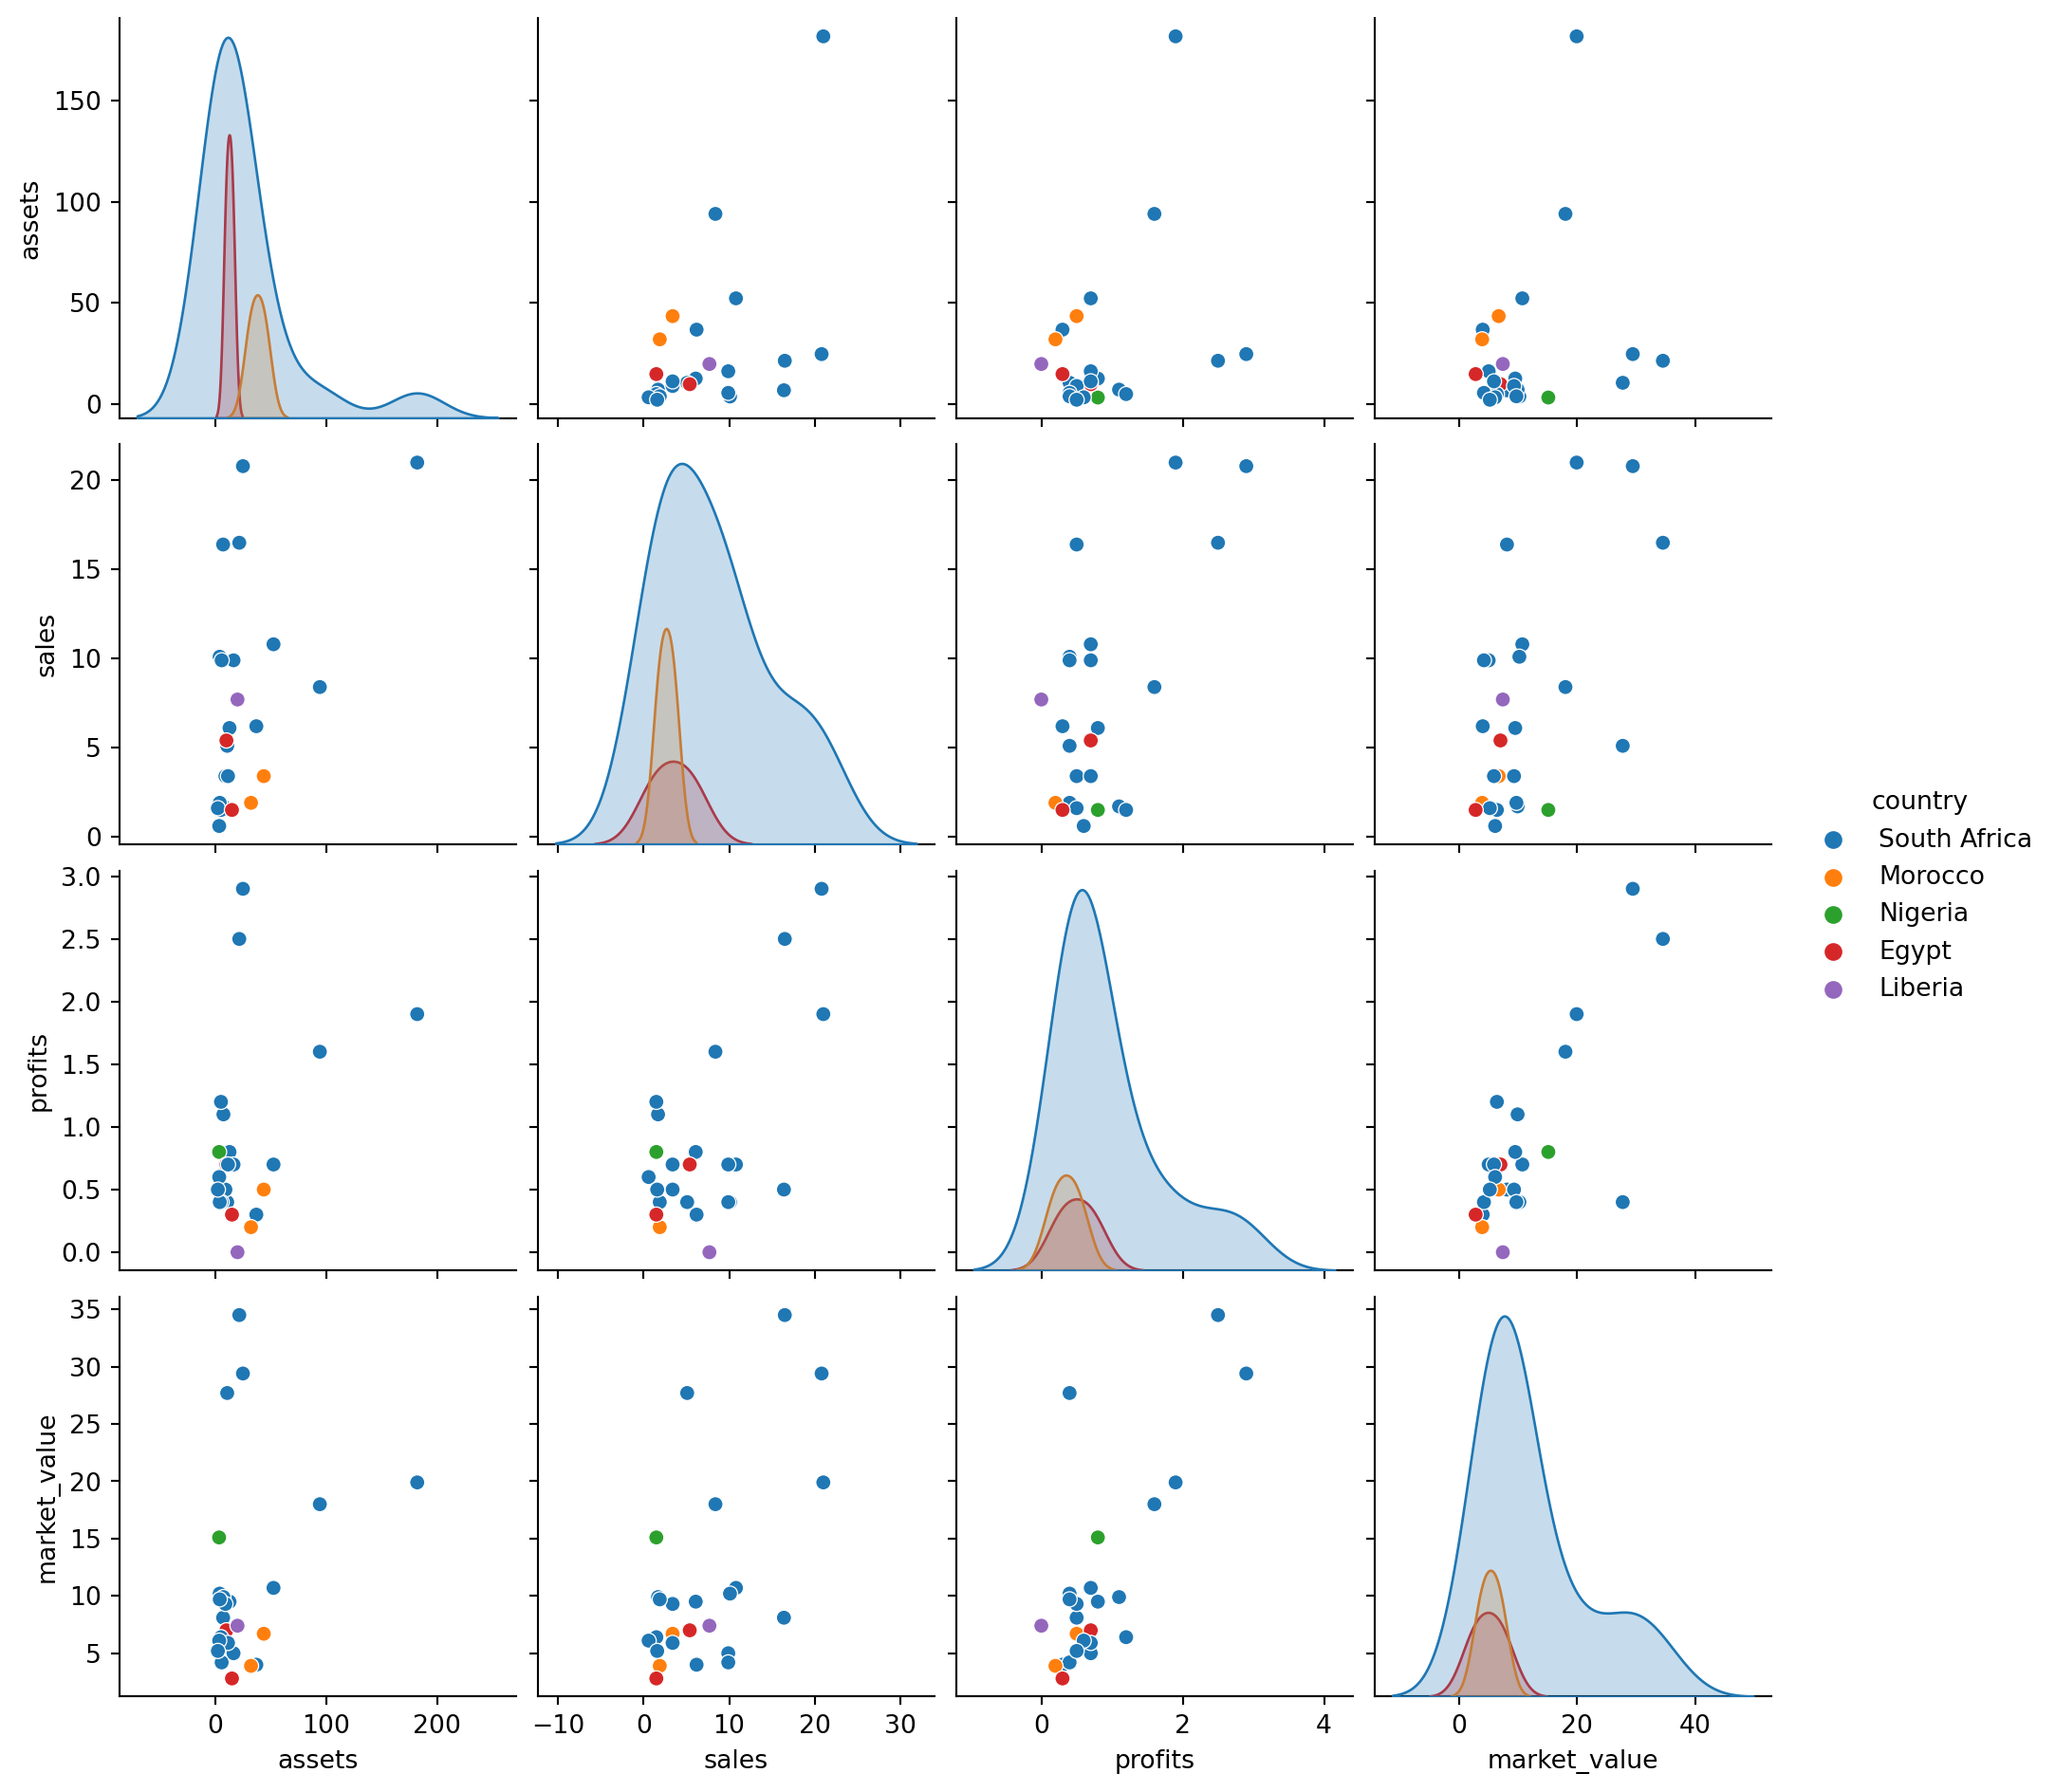 assets
150
100
50
0
sales
20
15
10
5
0
profits
3.0
2.5
2.0
1.5
1.0
0.5
0.0
market_value
35
30
25
20
15
10
5
0 100 200
−10 0 10 20 30
0 2 4
0 20 40
assets
sales
profits
market_value
country
South Africa
Morocco
Nigeria
Egypt
Liberia